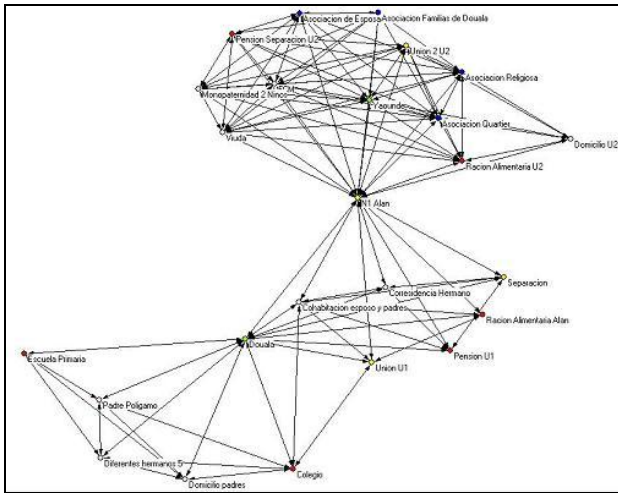 Asociacion de Esposa
Asociacion Familias de Douala
Pension Separacion U2
Union 2 U2
Asociacion Religiosa
Monopaternidad 2 Ninos
Yaounde
Asociacion Quartier
Viuda
Domicilio U2
Racion Alimentaria U2
N1 Alan
Separacion
Corresidencia Hermano
Cohabitacion esposo y padres
Racion Alimentaria Alan
Douala
Pension U1
Escuela Primaria
Union U1
Padre Poligamo
Diferentes hermanos 5
Colegio
Domicilio padres